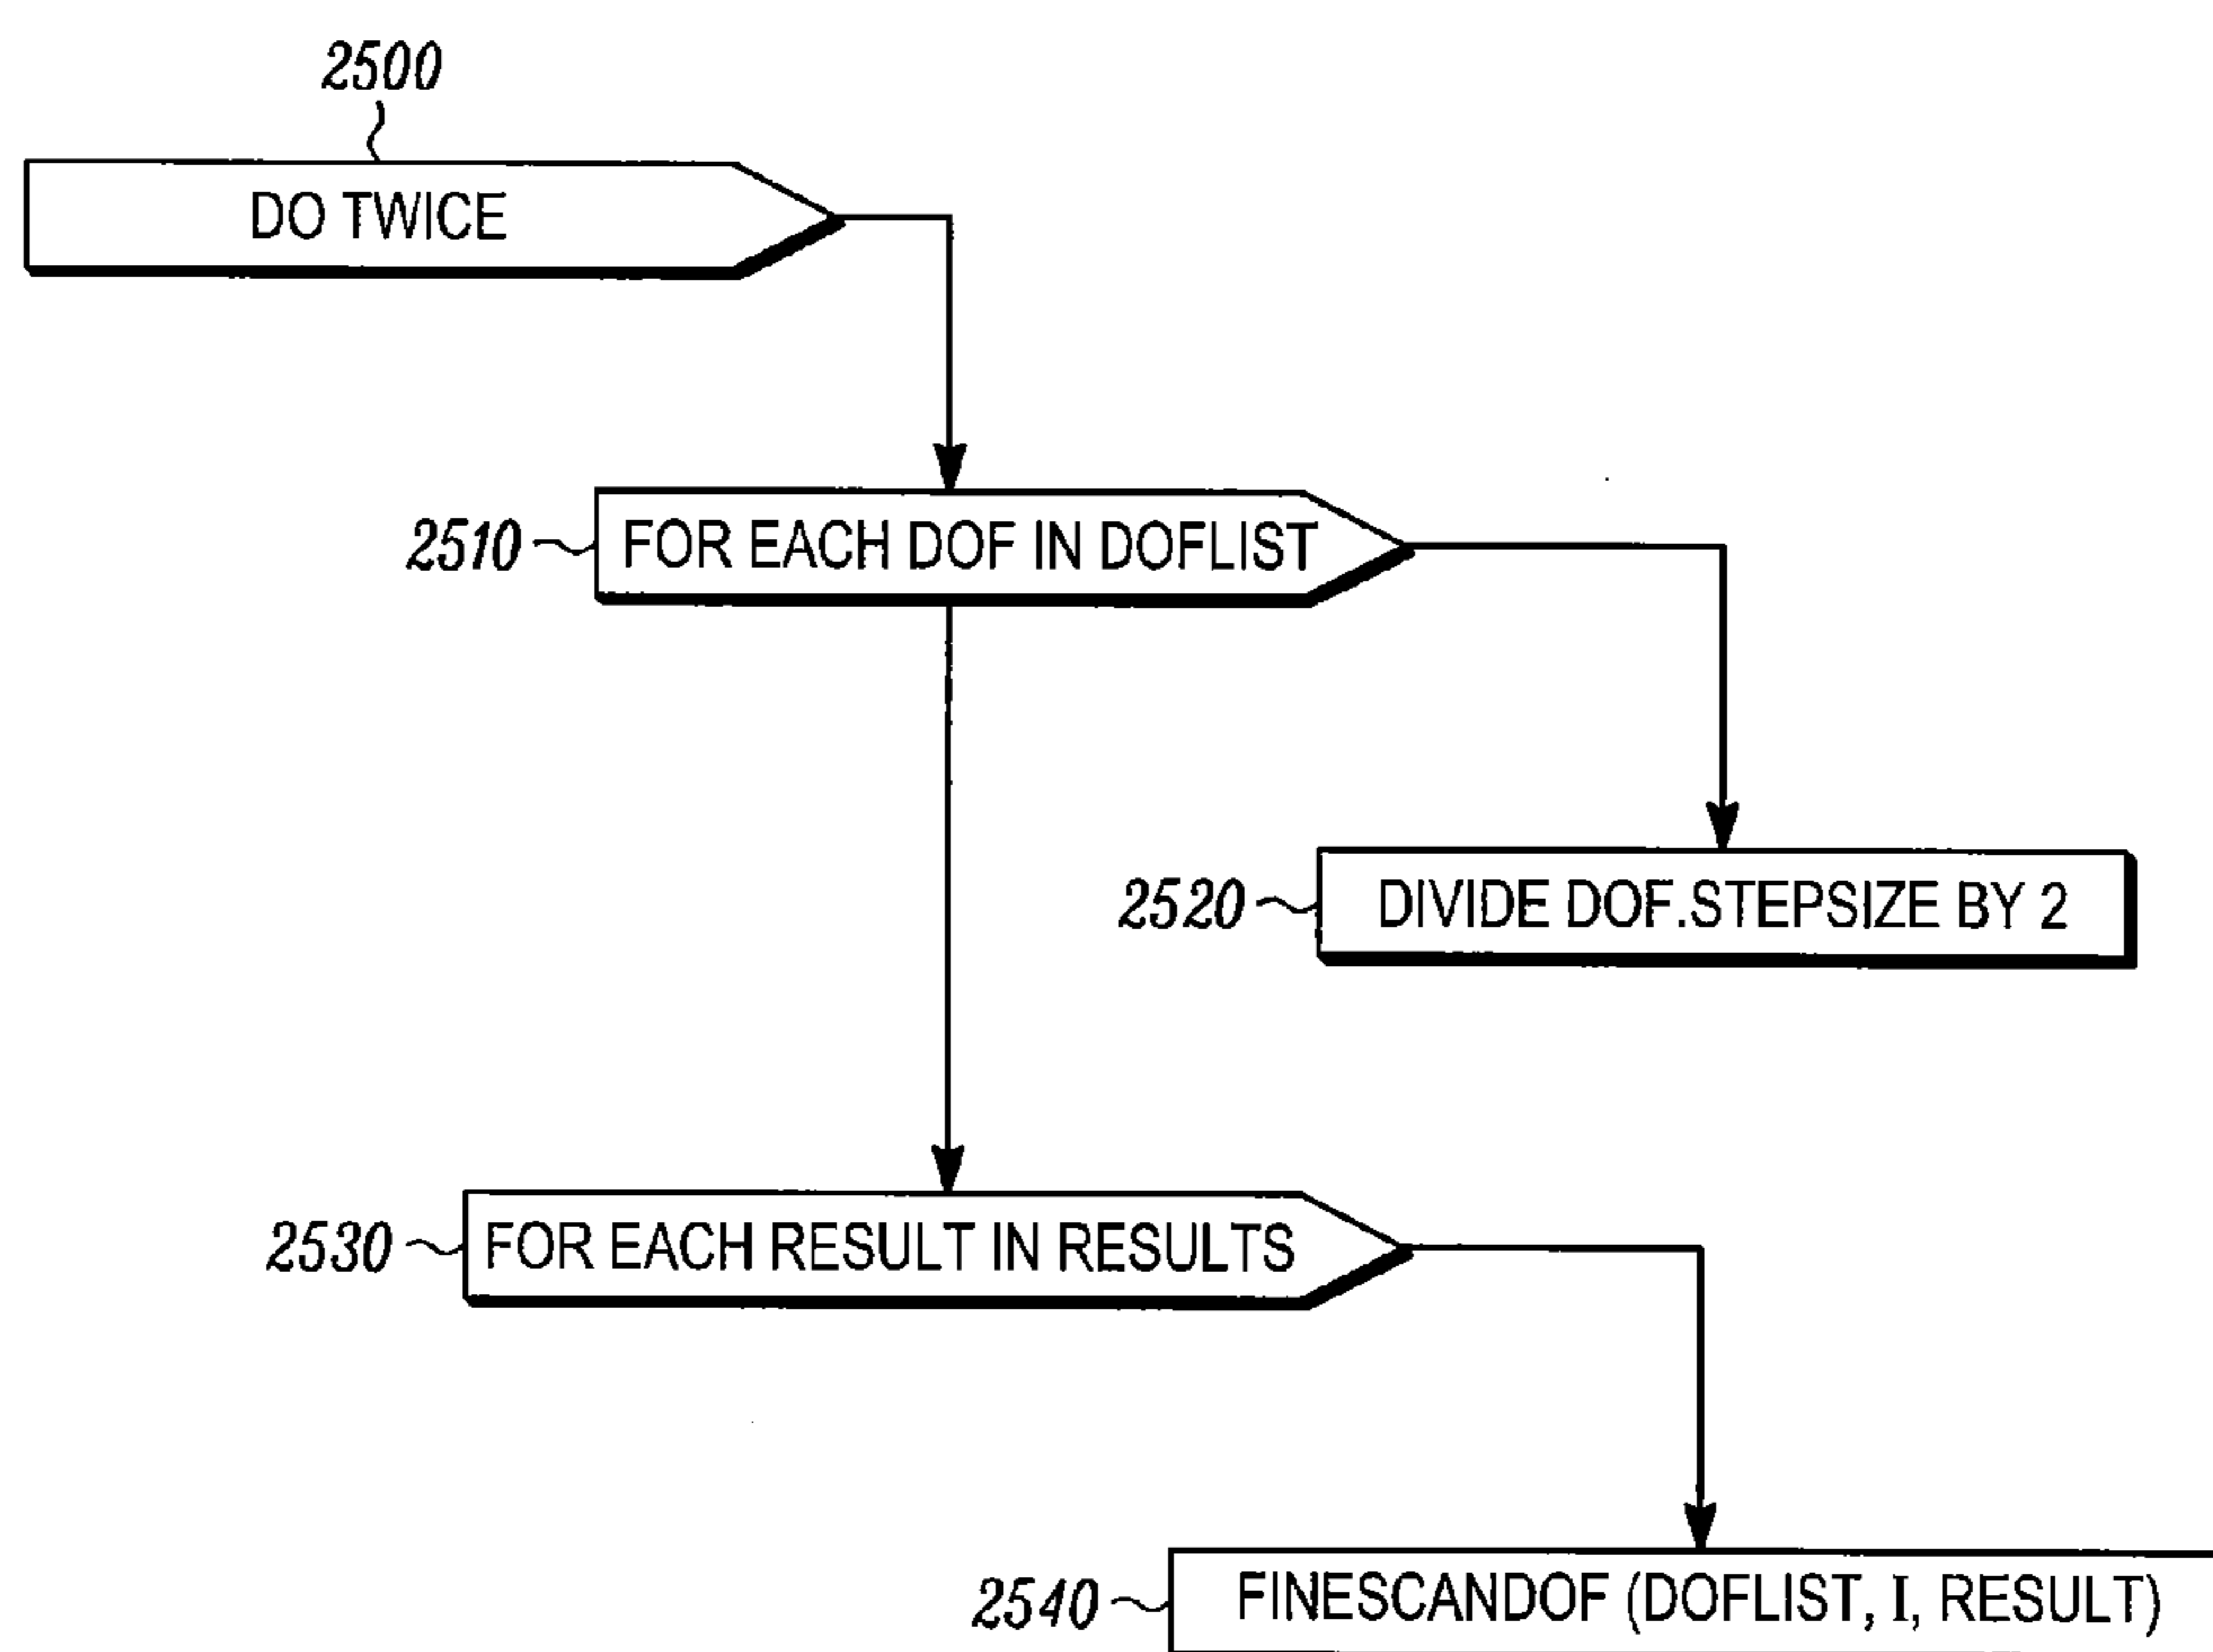 2500
DO TWICE
2510 FOR EACH DOF IN DOFLIST
2520 DIVIDE DOF.STEPSIZE BY 2
2530 FOR EACH RESULT IN RESULTS
2540 FINESCANDOF (DOFLIST, I, RESULT)